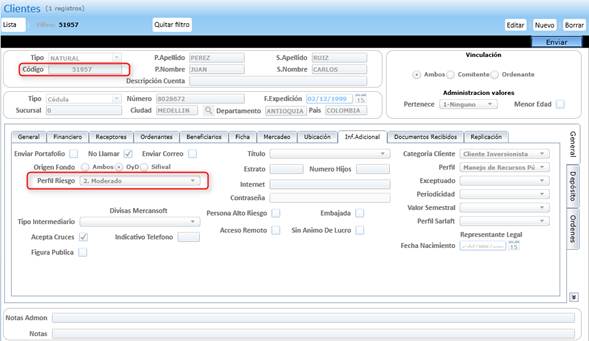 Clientes (1 registros)
Lista Filtro: 51957 Quitar filtro Editar Nuevo Borrar
Enviar
Tipo NATURAL P.Apellido PEREZ S.Apellido RUIZ
Código 51957 P.Nombre JUAN S.Nombre CARLOS
Descripción Cuenta
Vinculación
Ambos Comitente Ordenante
Administracion valores
Pertenece 1-Ninguno Menor Edad
Tipo Cédula Número 8028672 F.Expedición 02/12/1999 15
Sucursal 0 Ciudad MEDELLIN Departamento ANTIOQUIA Pais COLOMBIA
General Financiero Receptores Ordenantes Beneficiarios Ficha Mercadeo Ubicación Inf.Adicional Documentos Recibidos Replicación
Enviar Portafolio No Llamar Enviar Correo Título Categoria Cliente Cliente Inversionista
Origen Fondo Ambos OyD Sifival Estrato Numero Hijos Perfil Manejo de Recursos Pú
Perfil Riesgo 2. Moderado Internet Exceptuado
Contraseña Periodicidad
Divisas Mercansoft Persona Alto Riesgo Embajada Valor Semestral
Tipo Intermediario Acceso Remoto Sin Animo De Lucro Perfil Sarlaft
Acepta Cruces Indicativo Telefono Representante Legal
Figura Publica Fecha Nacimiento 15
General
Depósito
Ordenes
Notas Admon
Notas